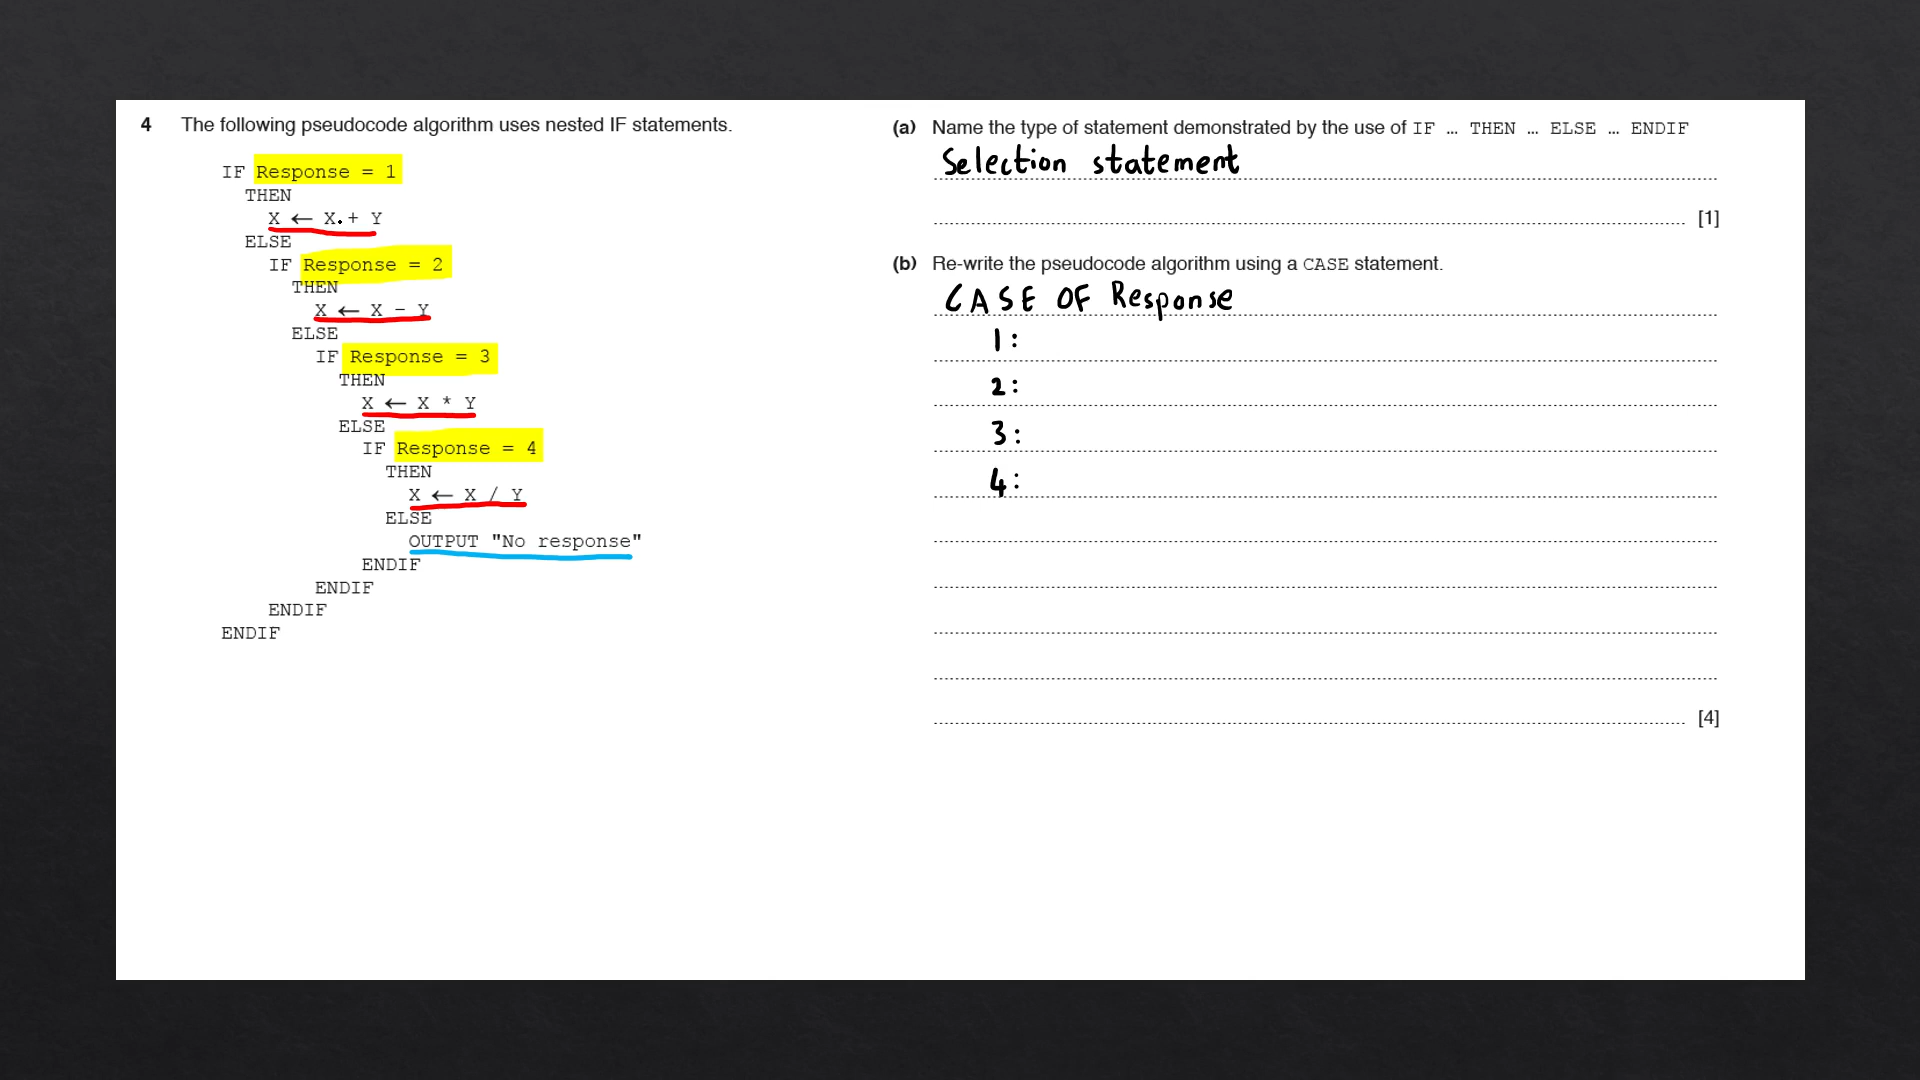 4 The following pseudocode algorithm uses nested IF statements.
IF Response = 1
THEN
X ← X + Y
ELSE
IF Response = 2
THEN
X ← X - Y
ELSE
IF Response = 3
THEN
X ← X * Y
ELSE
IF Response = 4
THEN
X ← X / Y
ELSE
OUTPUT "No response"
ENDIF
ENDIF
ENDIF
ENDIF
(a) Name the type of statement demonstrated by the use of IF … THEN … ELSE … ENDIF
Selection statement
[1]
(b) Re-write the pseudocode algorithm using a CASE statement.
CASE OF Response
1:
2:
3:
4:
[4]